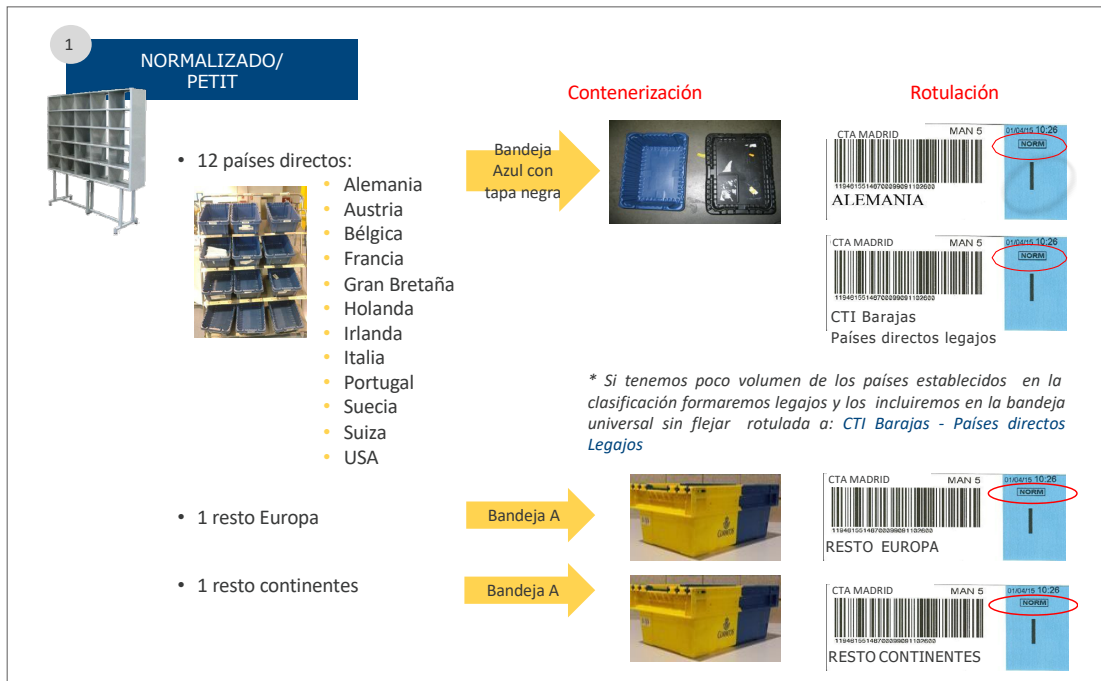 1
NORMALIZADO/
PETIT
Contenerización
Rotulación
• 12 países directos:
• Alemania
• Austria
• Bélgica
• Francia
• Gran Bretaña
• Holanda
• Irlanda
• Italia
• Portugal
• Suecia
• Suiza
• USA
Bandeja
Azul con
tapa negra
CTA MADRID MAN 5 01/04/15 10:26
NORM
ALEMANIA
CTA MADRID MAN 5 01/04/15 10:26
NORM
CTI Barajas
Países directos legajos
* Si tenemos poco volumen de los países establecidos en la
clasificación formaremos legajos y los incluiremos en la bandeja
universal sin flejar rotulada a: CTI Barajas - Países directos
Legajos
• 1 resto Europa
Bandeja A
CORREOS
CTA MADRID MAN 5 01/04/15 10:26
NORM
RESTO EUROPA
• 1 resto continentes
Bandeja A
CORREOS
CTA MADRID MAN 5 01/04/15 10:26
NORM
RESTO CONTINENTES